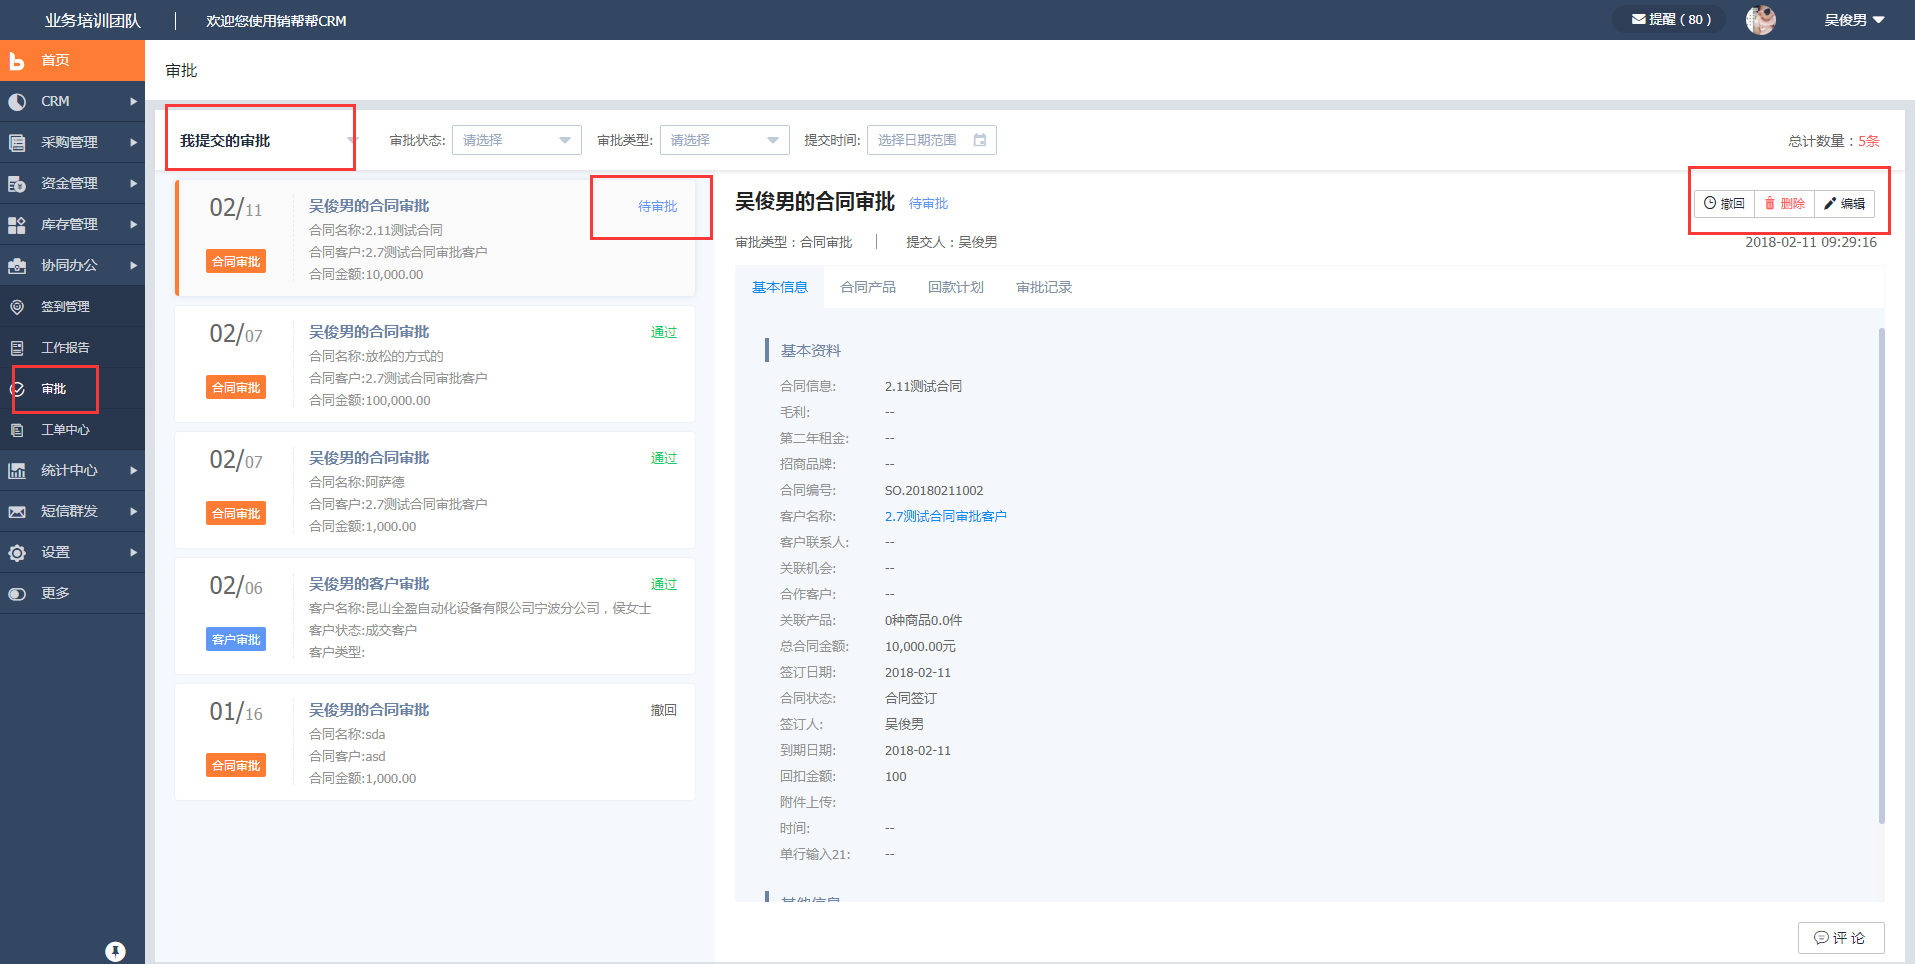 业务培训团队
欢迎您使用销帮帮CRM
提醒 ( 80 )
吴俊男
首页
CRM
采购管理
资金管理
库存管理
协同办公
签到管理
工作报告
审批
工单中心
统计中心
短信群发
设置
更多
审批
我提交的审批
审批状态: 请选择
审批类型: 请选择
提交时间: 选择日期范围
总计数量：5条
02/11
合同审批
吴俊男的合同审批
待审批
合同名称:2.11测试合同
合同客户:2.7测试合同审批客户
合同金额:10,000.00
02/07
合同审批
吴俊男的合同审批
通过
合同名称:放松的方式的
合同客户:2.7测试合同审批客户
合同金额:100,000.00
02/07
合同审批
吴俊男的合同审批
通过
合同名称:阿萨德
合同客户:2.7测试合同审批客户
合同金额:1,000.00
02/06
客户审批
吴俊男的客户审批
通过
客户名称:昆山全盈自动化设备有限公司宁波分公司，侯女士
客户状态:成交客户
客户类型:
01/16
合同审批
吴俊男的合同审批
撤回
合同名称:sda
合同客户:asd
合同金额:1,000.00
吴俊男的合同审批 待审批
撤回 删除 编辑
审批类型：合同审批
提交人：吴俊男
2018-02-11 09:29:16
基本信息 合同产品 回款计划 审批记录
基本资料
合同信息: 2.11测试合同
毛利: --
第二年租金: --
招商品牌: --
合同编号: SO.20180211002
客户名称: 2.7测试合同审批客户
客户联系人: --
关联机会: --
合作客户: --
关联产品: 0种商品0.0件
总合同金额: 10,000.00元
签订日期: 2018-02-11
合同状态: 合同签订
签订人: 吴俊男
到期日期: 2018-02-11
回扣金额: 100
附件上传:
时间: --
单行输入21: --
其他信息
评 论